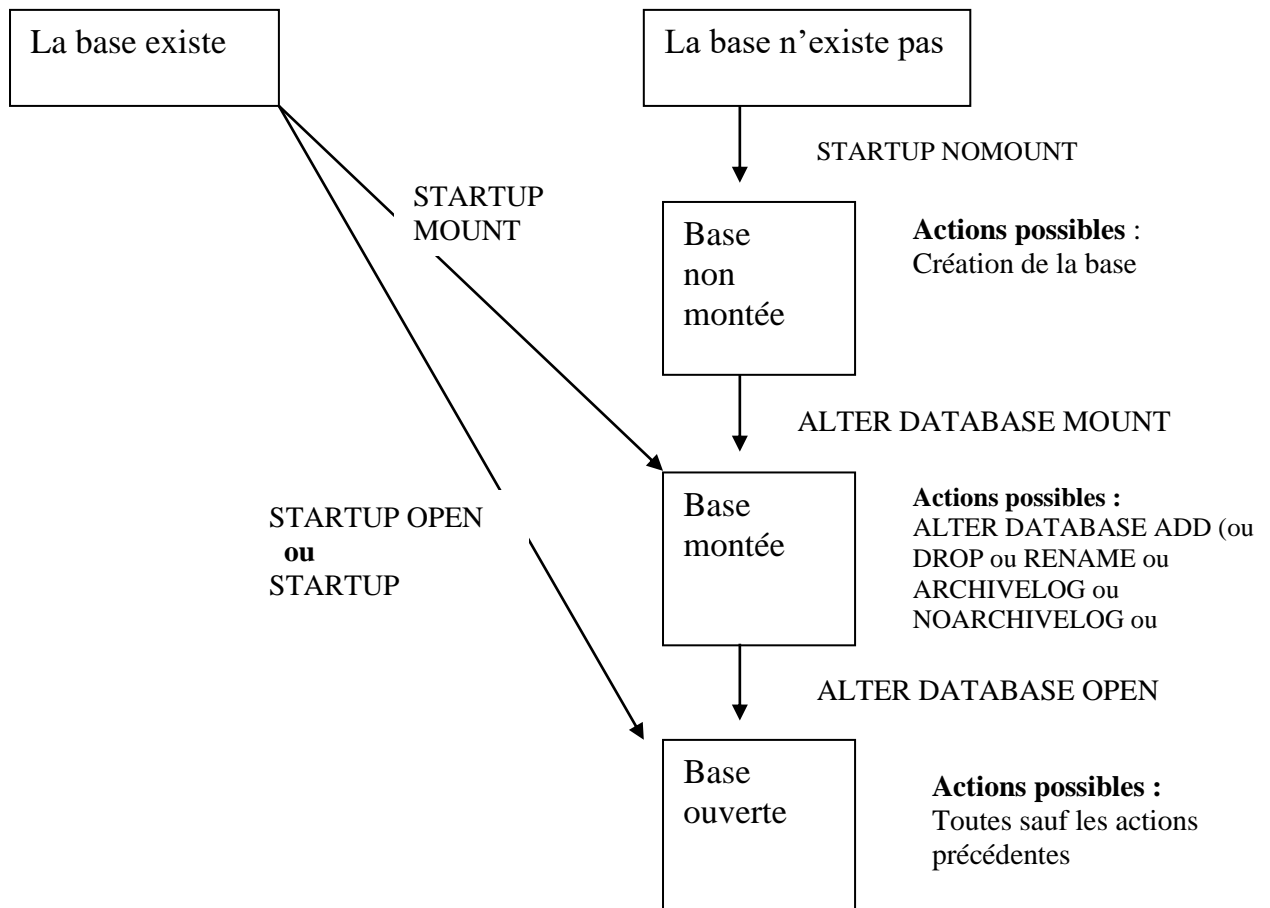 La base existe
La base n’existe pas
STARTUP NOMOUNT
STARTUP
MOUNT
Base
non
montée
Actions possibles :
Création de la base
ALTER DATABASE MOUNT
Base
montée
Actions possibles :
ALTER DATABASE ADD (ou
DROP ou RENAME ou
ARCHIVELOG ou
NOARCHIVELOG ou
STARTUP OPEN
ou
STARTUP
ALTER DATABASE OPEN
Base
ouverte
Actions possibles :
Toutes sauf les actions
précédentes